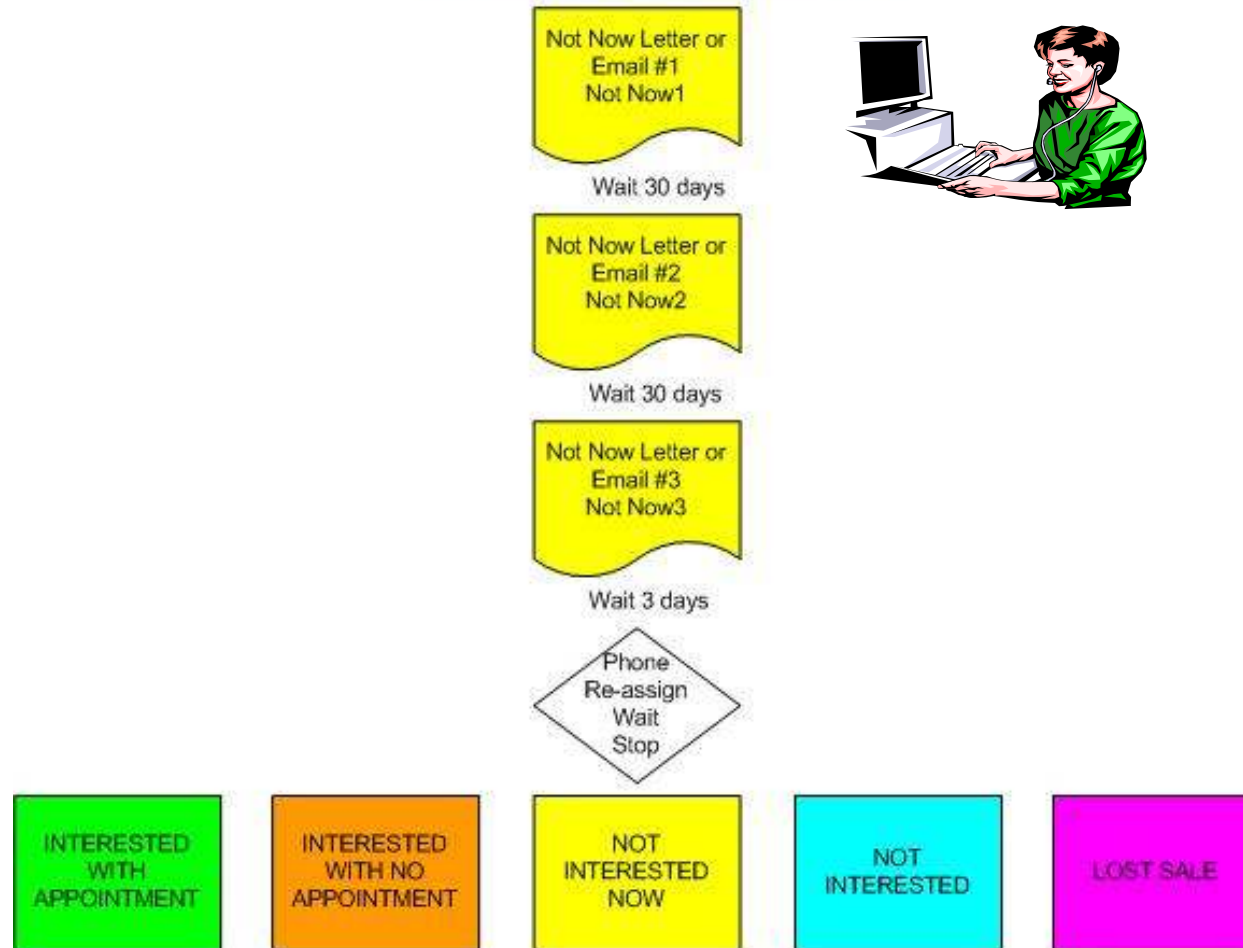 Not Now Letter or
Email #1
Not Now1
Wait 30 days
Not Now Letter or
Email #2
Not Now2
Wait 30 days
Not Now Letter or
Email #3
Not Now3
Wait 3 days
Phone
Re-assign
Wait
Stop
INTERESTED
WITH
APPOINTMENT
INTERESTED
WITH NO
APPOINTMENT
NOT
INTERESTED
NOW
NOT
INTERESTED
LOST SALE